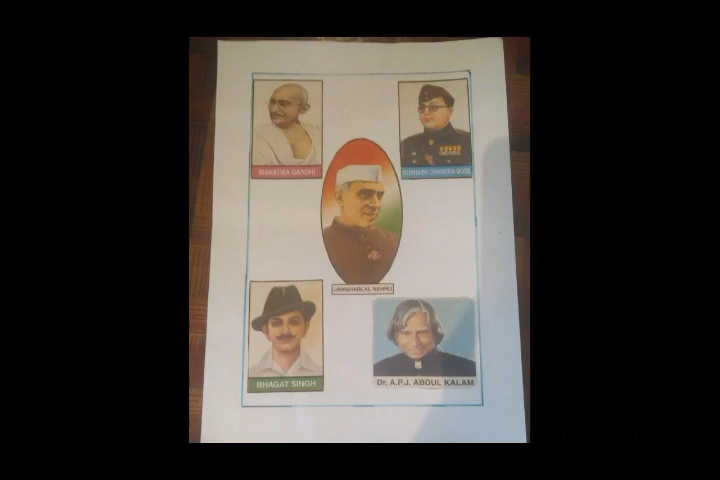 MAHATMA GANDHI
SUBHASH CHANDRA BOSE
JAWAHARLAL NEHRU
BHAGAT SINGH
Dr. A.P.J. ABDUL KALAM